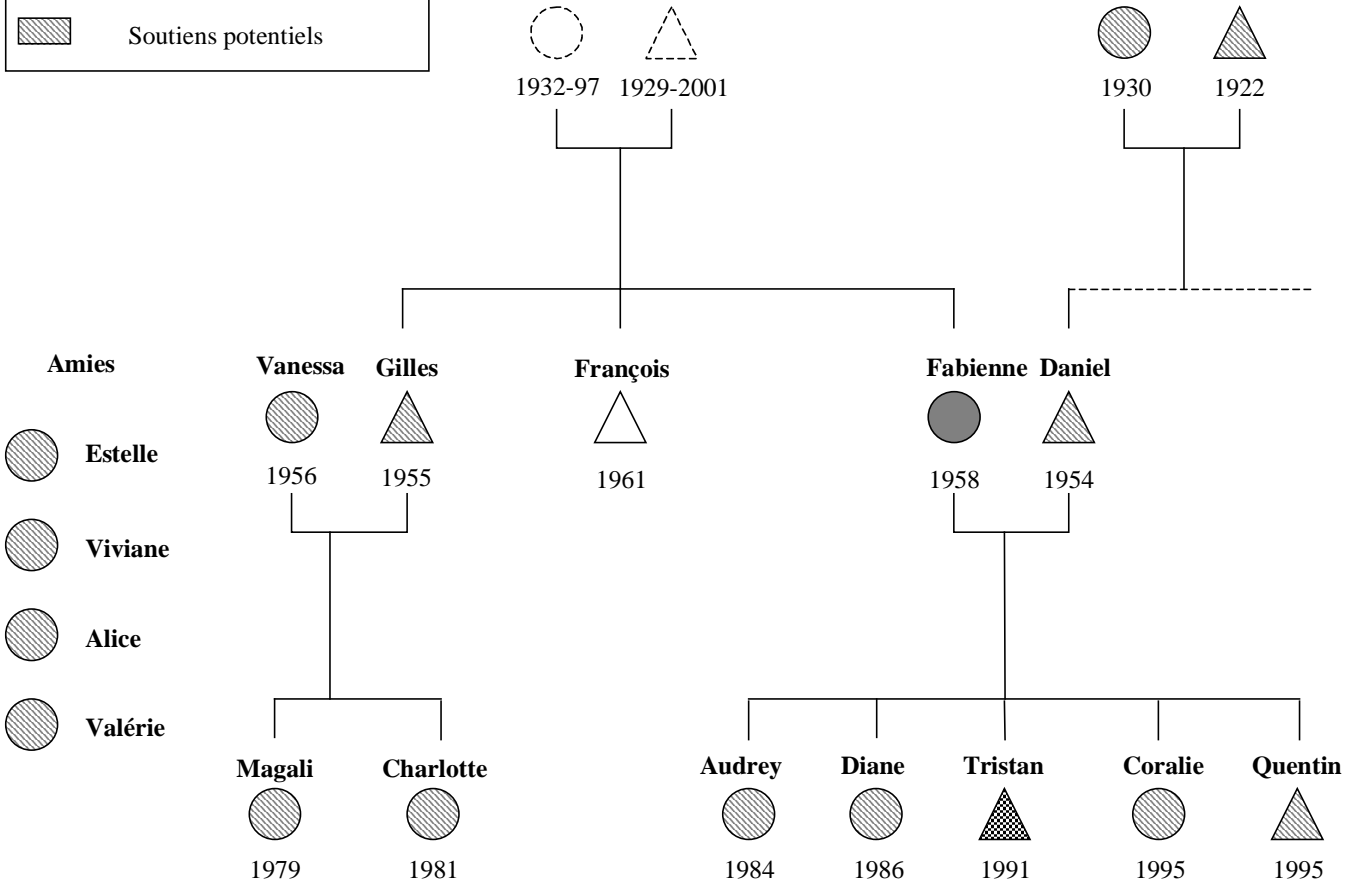 Soutiens potentiels
1932-97 1929-2001 1930 1922
Amies Vanessa Gilles François Fabienne Daniel
1956 1955 1961 1958 1954
Estelle
Viviane
Alice
Valérie
Magali Charlotte Audrey Diane Tristan Coralie Quentin
1979 1981 1984 1986 1991 1995 1995